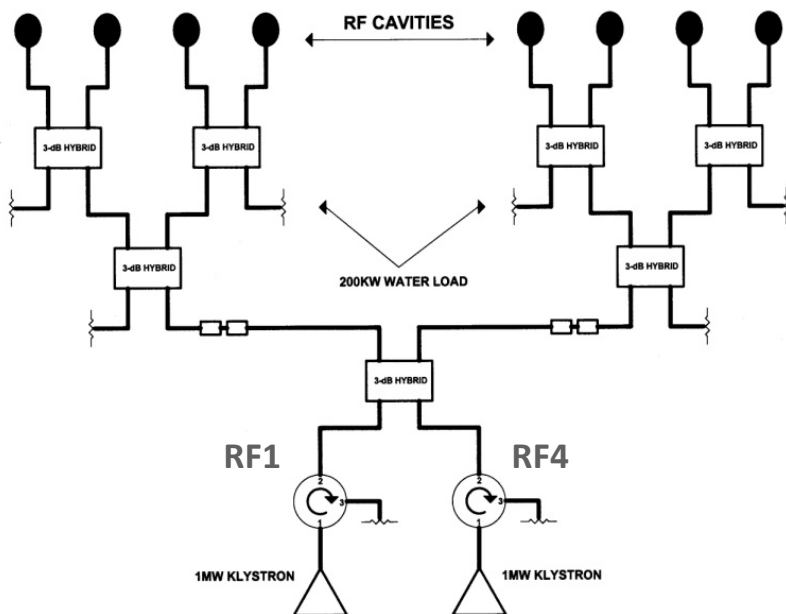 RF CAVITIES
3-dB HYBRID
3-dB HYBRID
3-dB HYBRID
3-dB HYBRID
3-dB HYBRID
200KW WATER LOAD
3-dB HYBRID
3-dB HYBRID
RF1
RF4
2
2
3
3
1
1
1MW KLYSTRON
1MW KLYSTRON